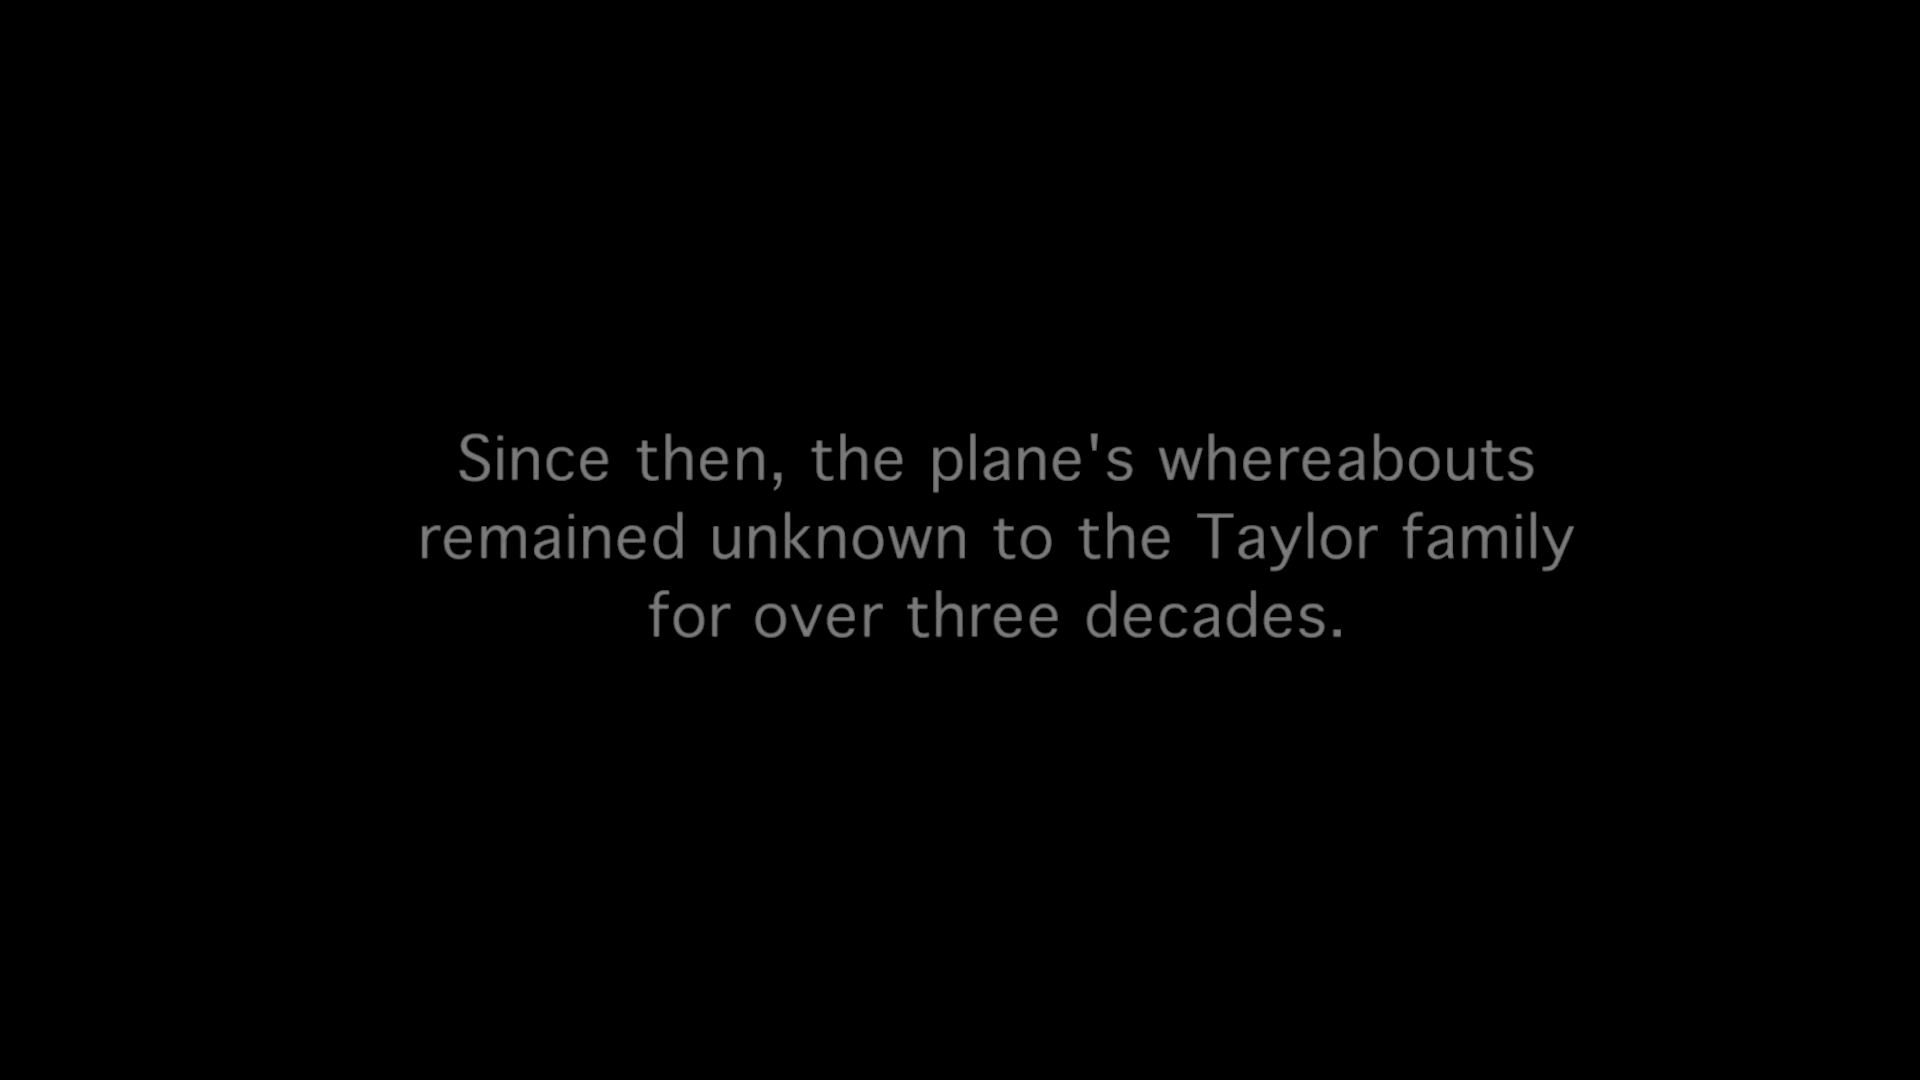 Since then, the plane's whereabouts
remained unknown to the Taylor family
for over three decades.